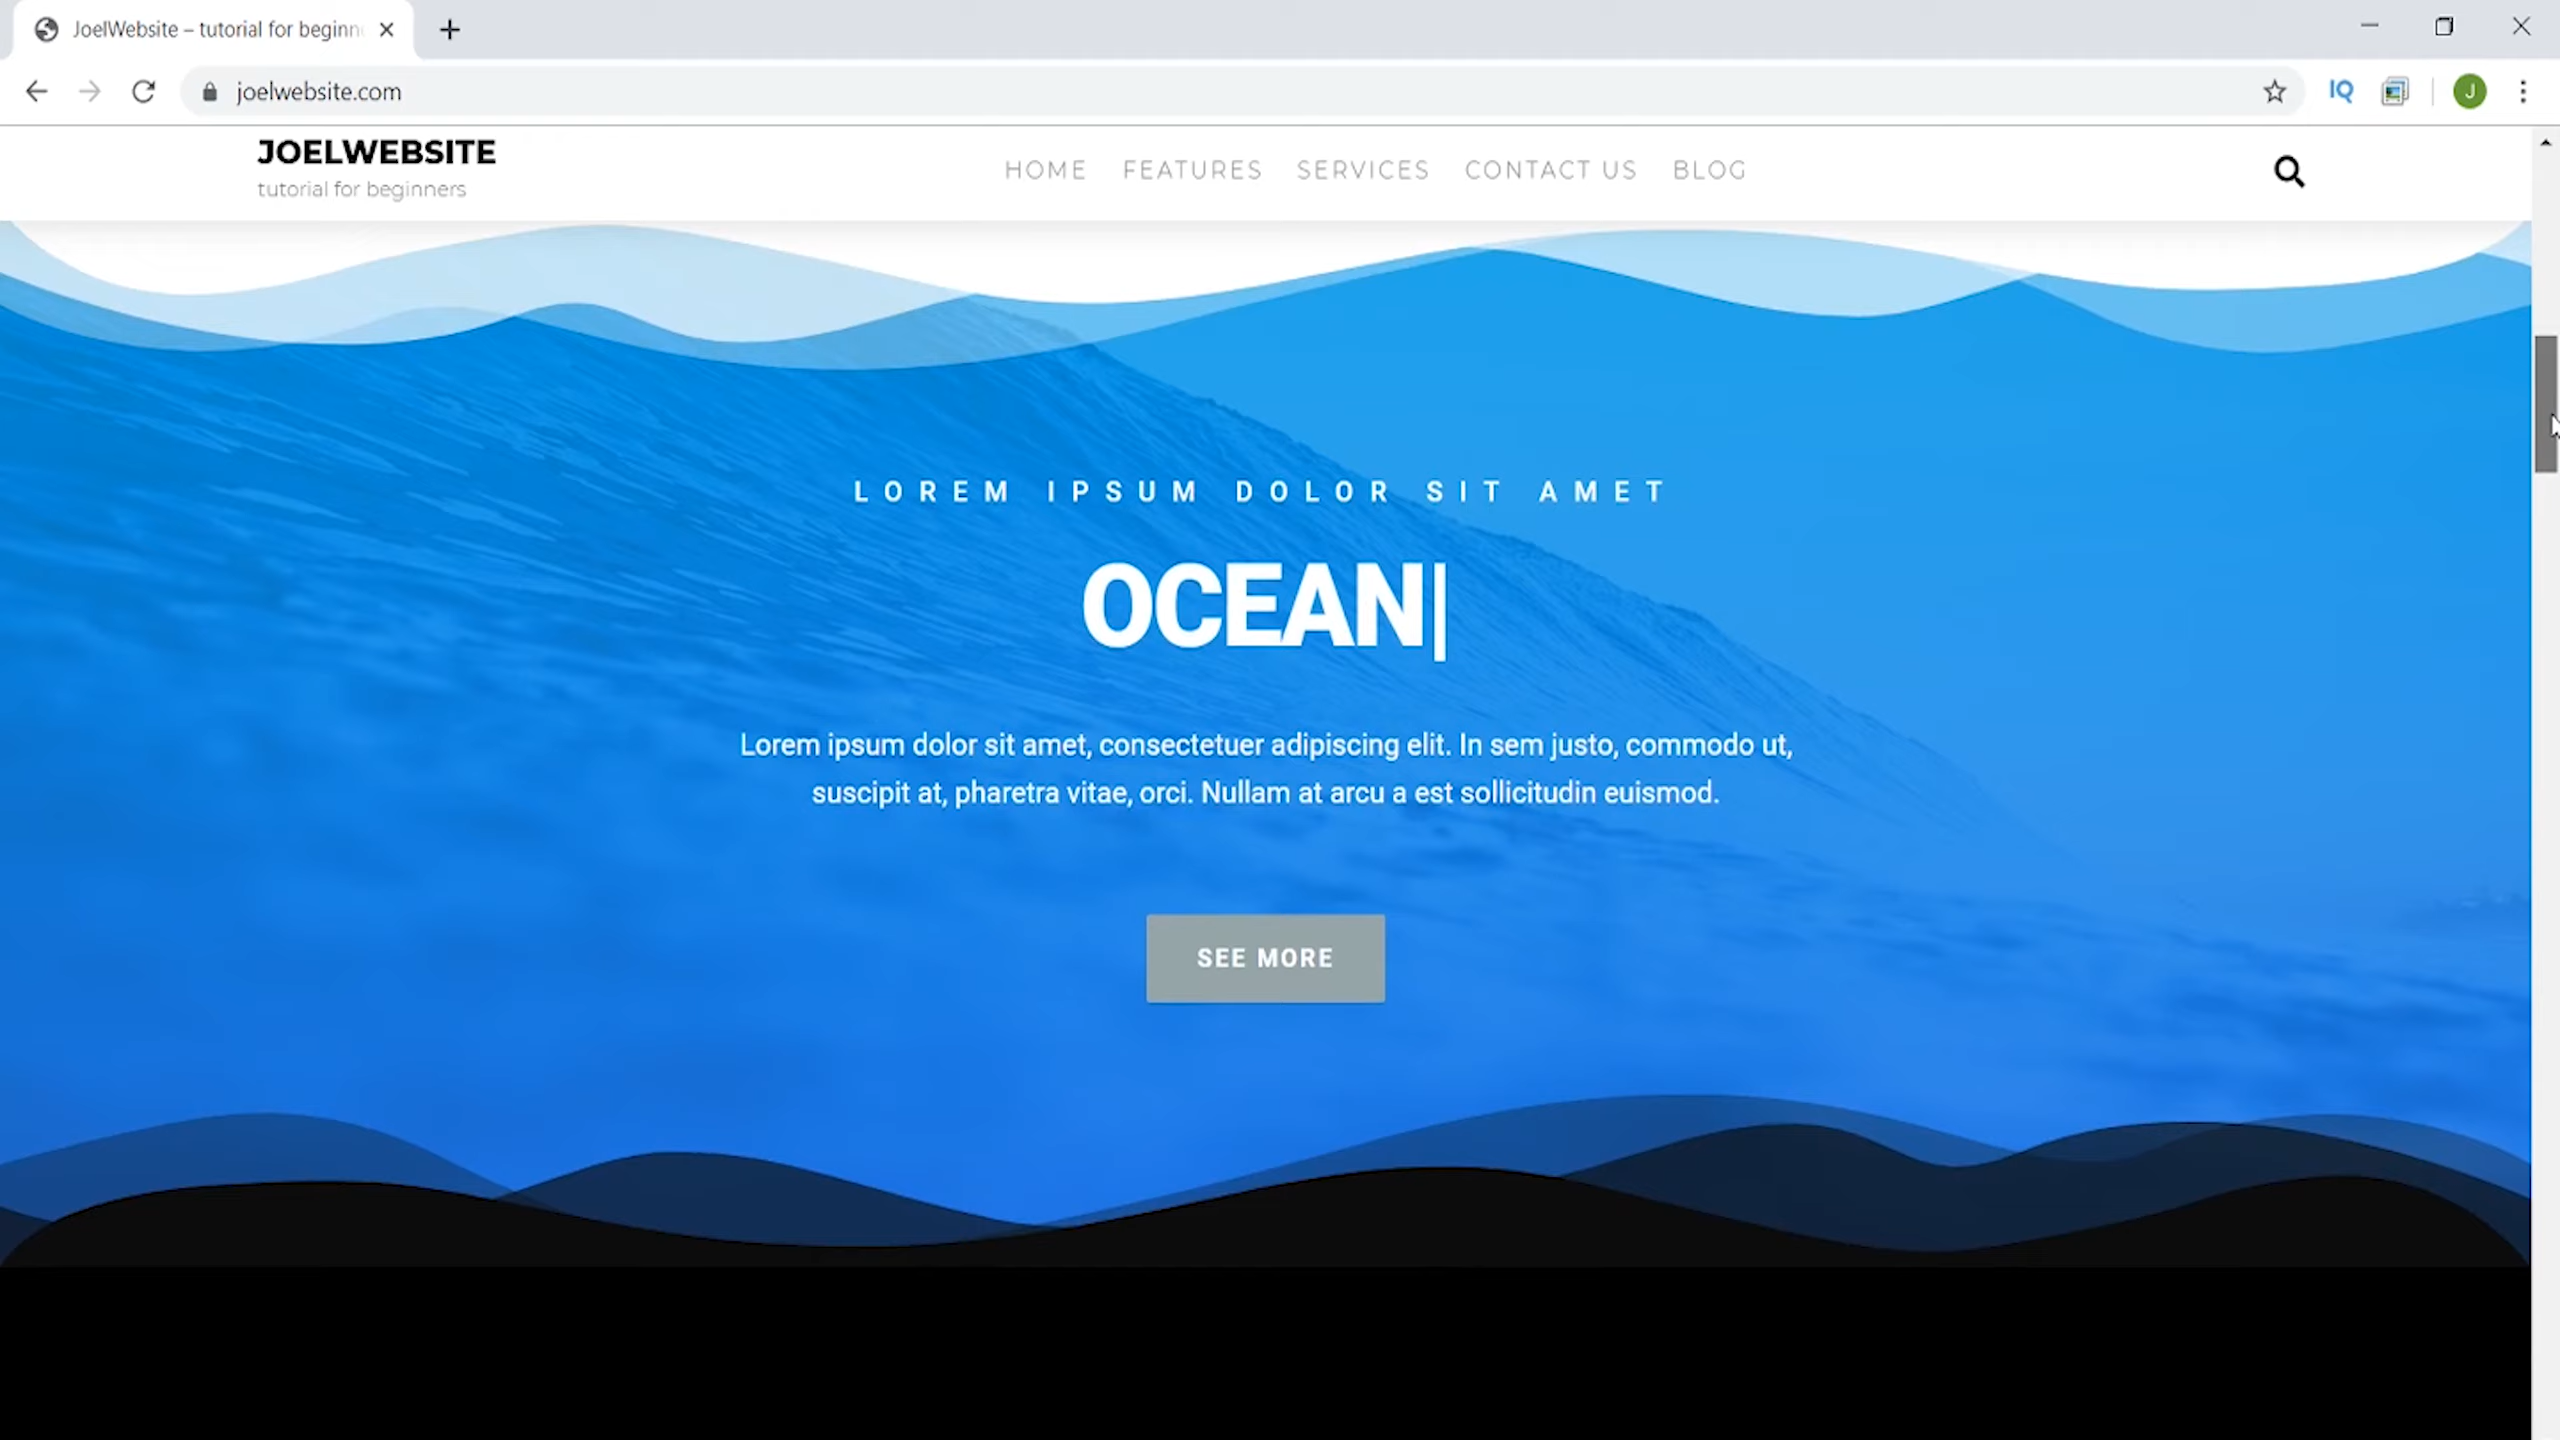 JoelWebsite – tutorial for beginn
joelwebsite.com
IQ
J
JOELWEBSITE
tutorial for beginners
HOME FEATURES SERVICES CONTACT US BLOG
LOREM IPSUM DOLOR SIT AMET
OCEAN|
Lorem ipsum dolor sit amet, consectetuer adipiscing elit. In sem justo, commodo ut,
suscipit at, pharetra vitae, orci. Nullam at arcu a est sollicitudin euismod.
SEE MORE